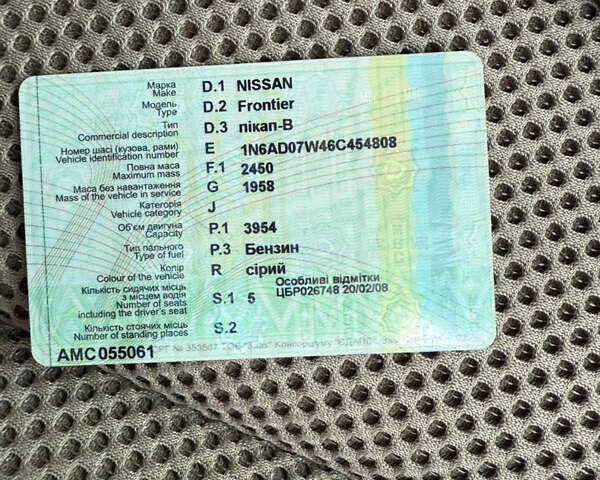 Марка D.1 NISSAN
Make
Модель D.2 Frontier
Type
Тип D.3 пікап-В
Commercial description
Номер шасі (кузова, рами) E 1N6AD07W46C454808
Vehicle identification number
Повна маса F.1 2450
Maximum mass
Маса без навантаження G 1958
Mass of the vehicle in service
Категорія J
Vehicle category
Об'єм двигуна P.1 3954
Capacity
Тип пального P.3 Бензин
Type of fuel
Колір R сірий
Colour of the vehicle
Особливі відмітки
Кількість сидячих місць
з місцем водія S.1 5 ЦБР026748 20/02/08
Number of seats
including the driver's seat
Кількість стоячих місць S.2
Number of standing places
АМС 055061